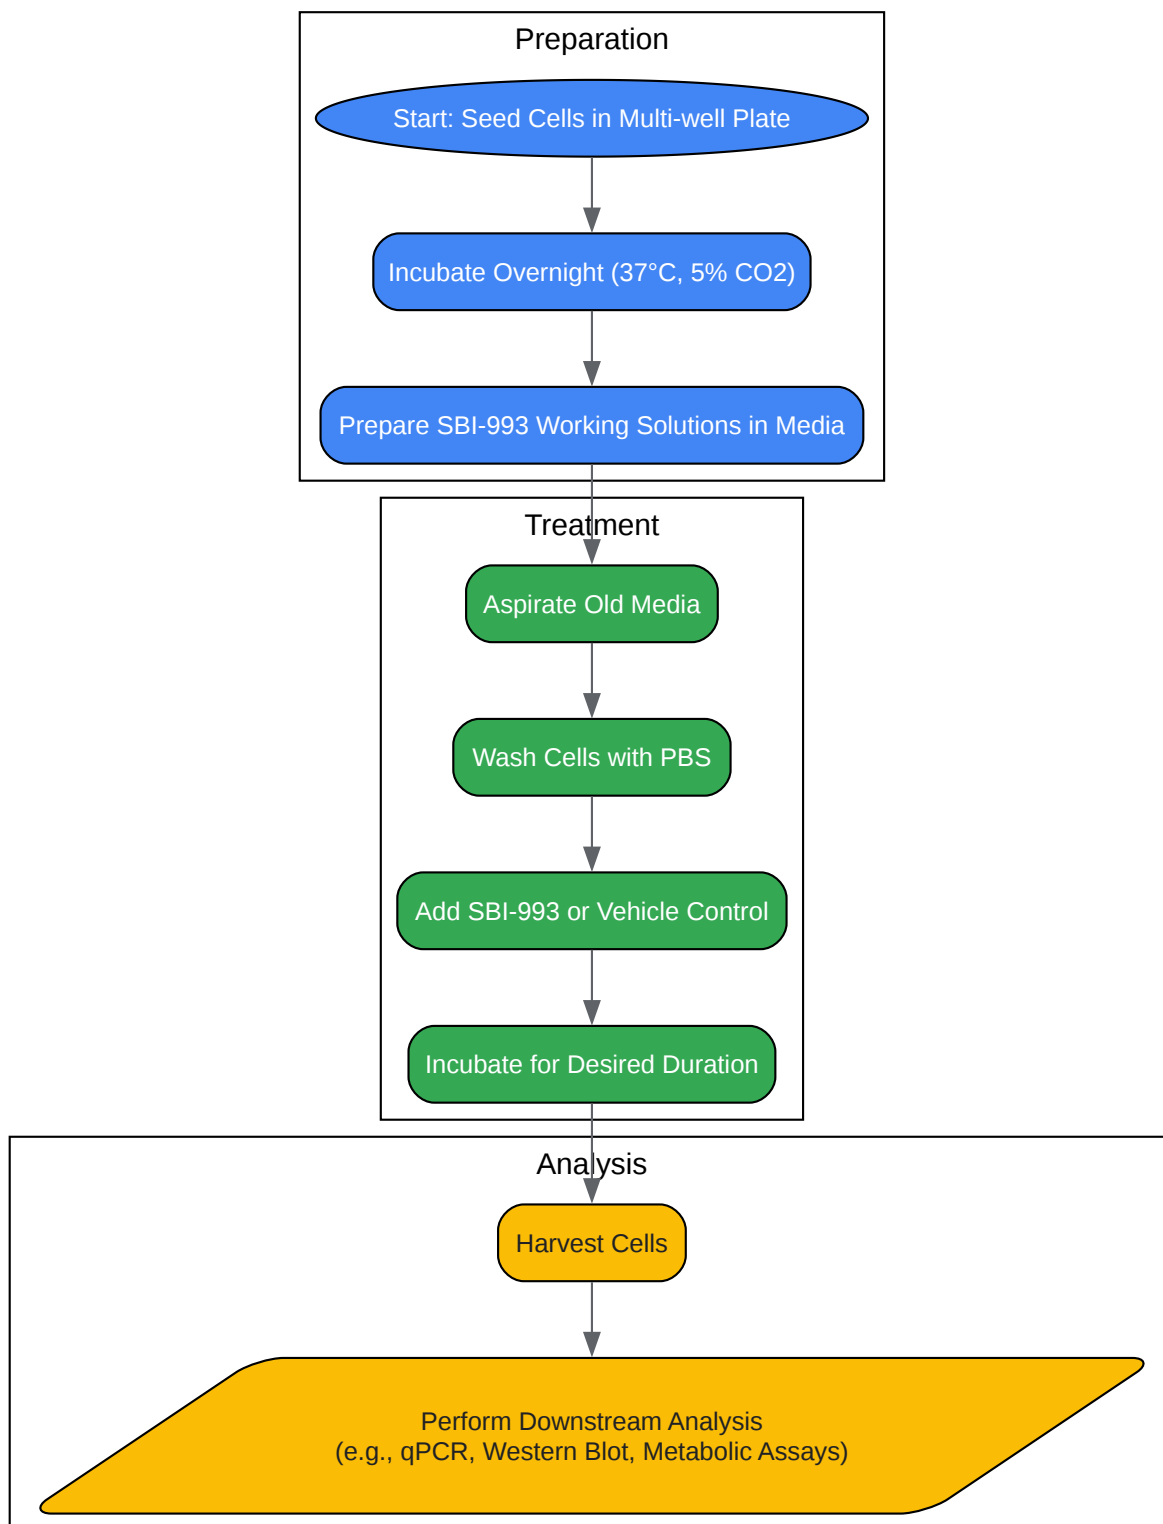 Preparation
Start: Seed Cells in Multi-well Plate
Incubate Overnight (37°C, 5% CO2)
Prepare SBI-993 Working Solutions in Media
Treatment
Aspirate Old Media
Wash Cells with PBS
Add SBI-993 or Vehicle Control
Incubate for Desired Duration
Analysis
Harvest Cells
Perform Downstream Analysis
(e.g., qPCR, Western Blot, Metabolic Assays)